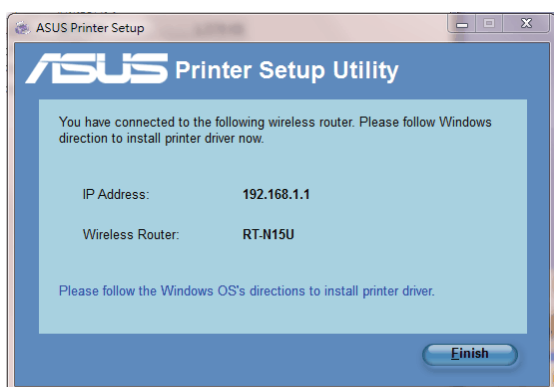 ASUS Printer Setup
ASUS Printer Setup Utility
You have connected to the following wireless router. Please follow Windows
direction to install printer driver now.
IP Address: 192.168.1.1
Wireless Router: RT-N15U
Please follow the Windows OS's directions to install printer driver.
Finish